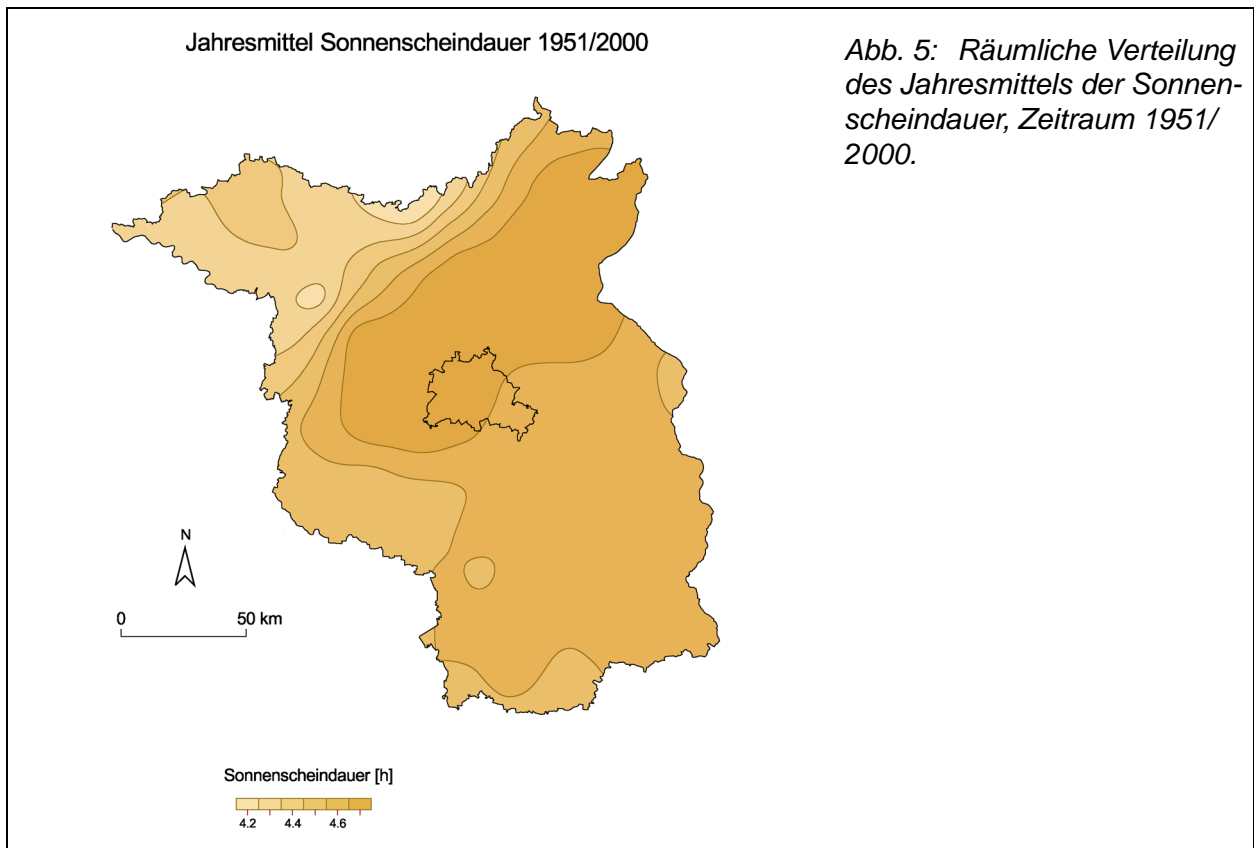 Jahresmittel Sonnenscheindauer 1951/2000
Abb. 5: Räumliche Verteilung
des Jahresmittels der Sonnen-
scheindauer, Zeitraum 1951/
2000.
N
0 50 km
Sonnenscheindauer [h]
4.2 4.4 4.6